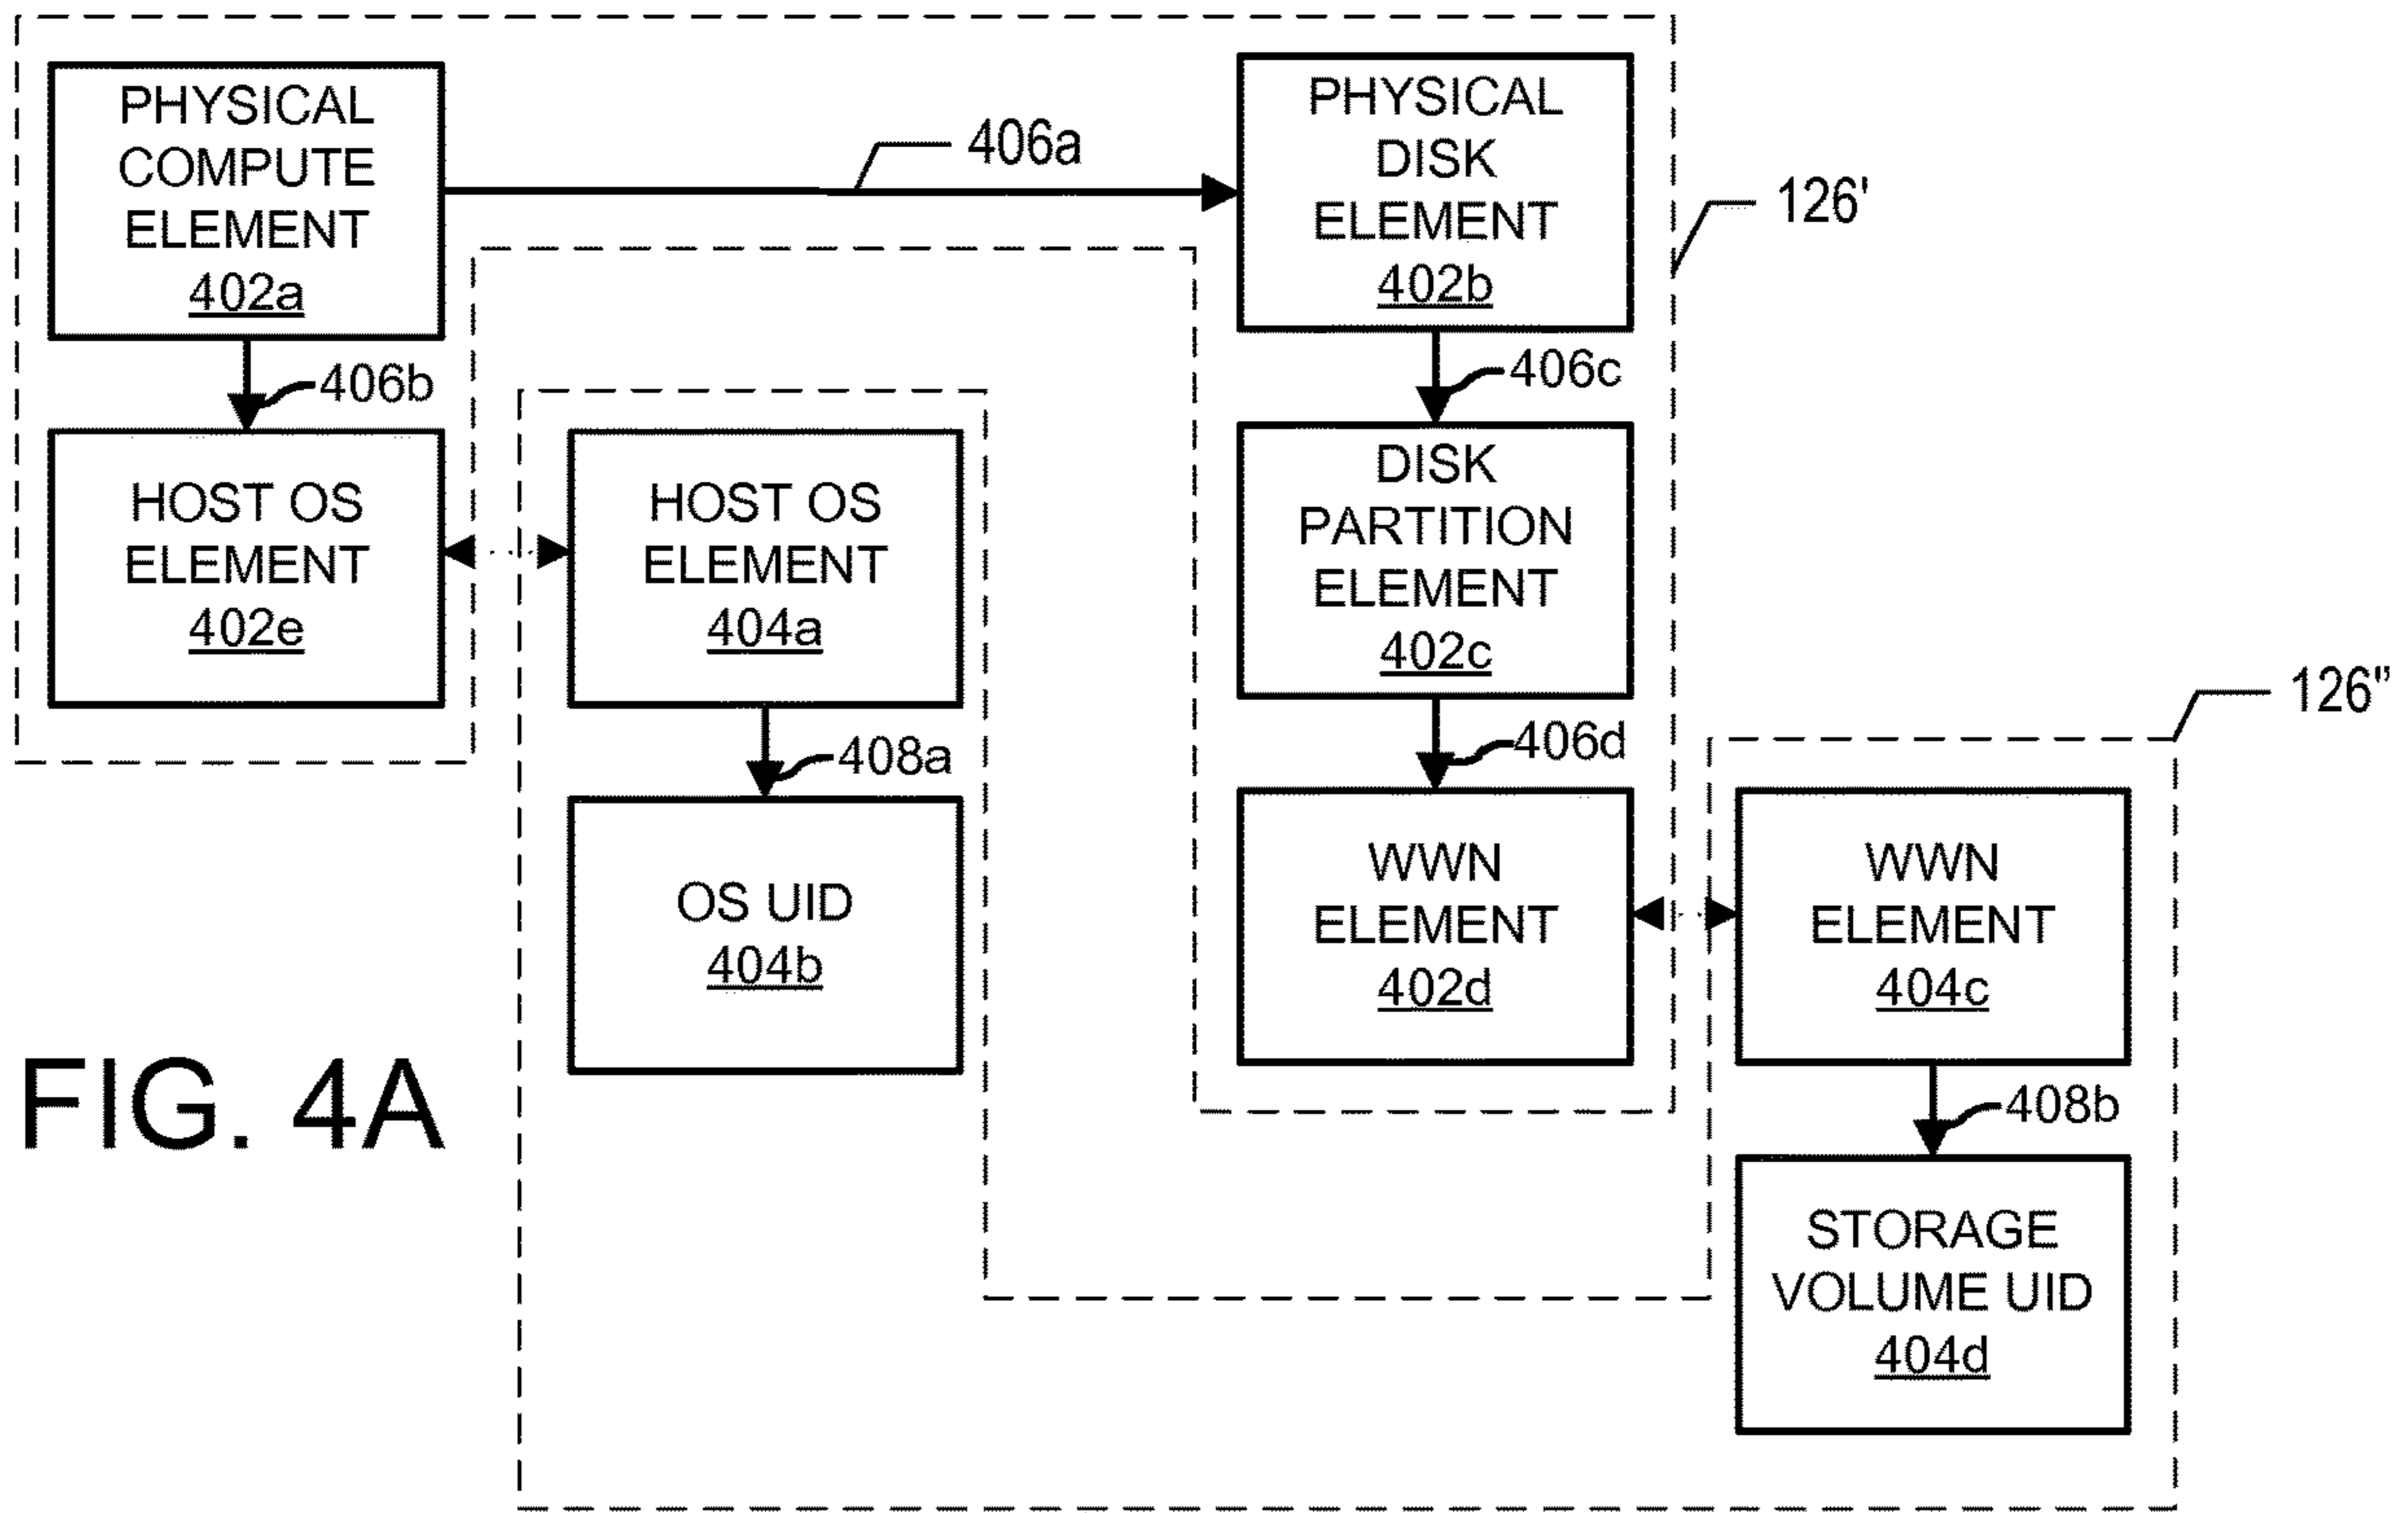 PHYSICAL
COMPUTE
ELEMENT
402a
406a
PHYSICAL
DISK
ELEMENT
402b
126'
406b
406c
HOST OS
ELEMENT
402e
HOST OS
ELEMENT
404a
DISK
PARTITION
ELEMENT
402c
126"
408a
406d
OS UID
404b
WWN
ELEMENT
402d
WWN
ELEMENT
404c
FIG. 4A
408b
STORAGE
VOLUME UID
404d